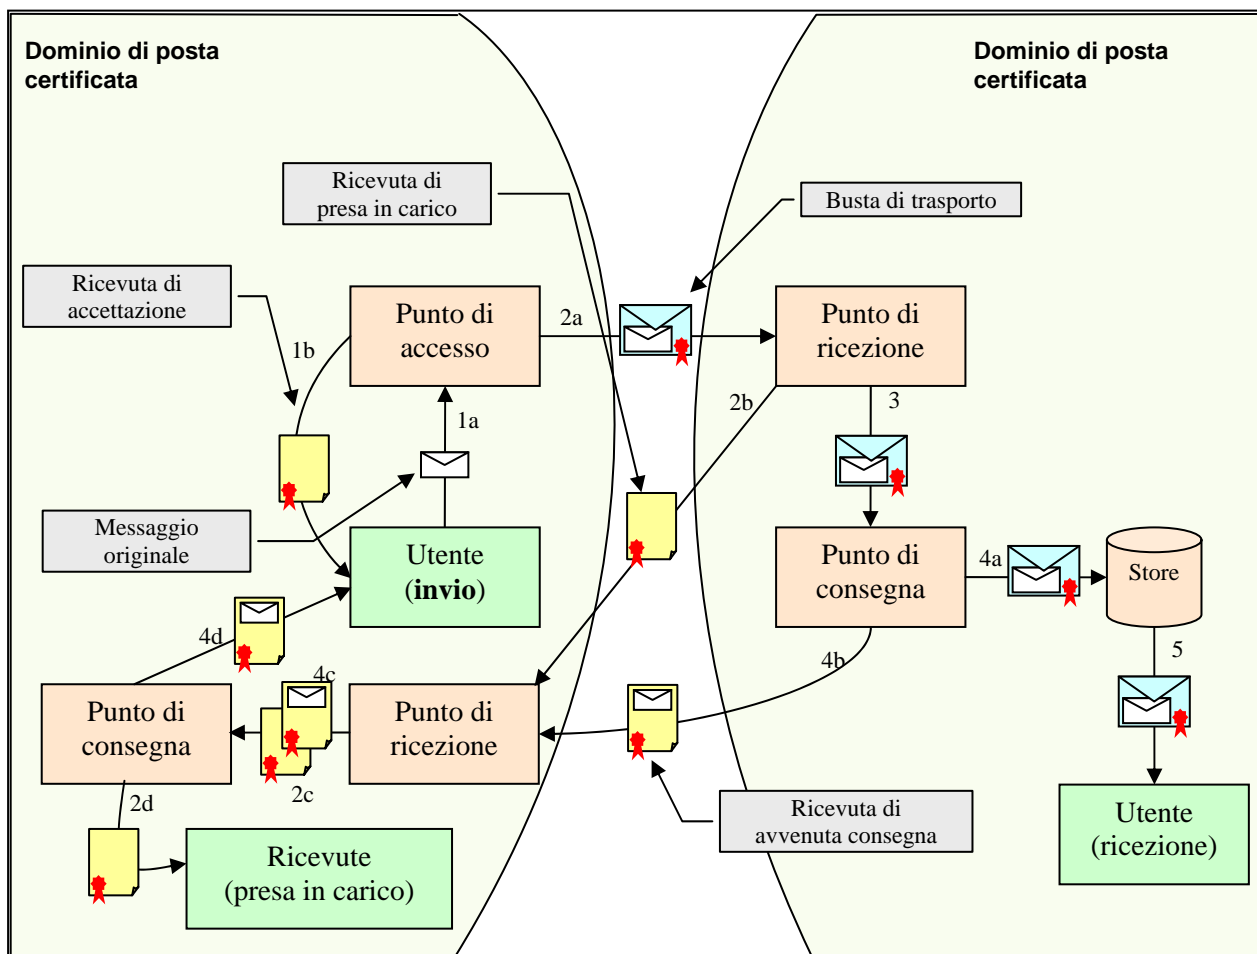 Dominio di posta
certificata
Dominio di posta
certificata
Ricevuta di
presa in carico
Busta di trasporto
Ricevuta di
accettazione
Punto di
accesso
2a
Punto di
ricezione
1b
1a
2b
3
Messaggio
originale
Utente
(invio)
Punto di
consegna
4a
Store
4d
4c
4b
5
Punto di
consegna
Punto di
ricezione
2c
2d
Ricevuta di
avvenuta consegna
Utente
(ricezione)
Ricevute
(presa in carico)